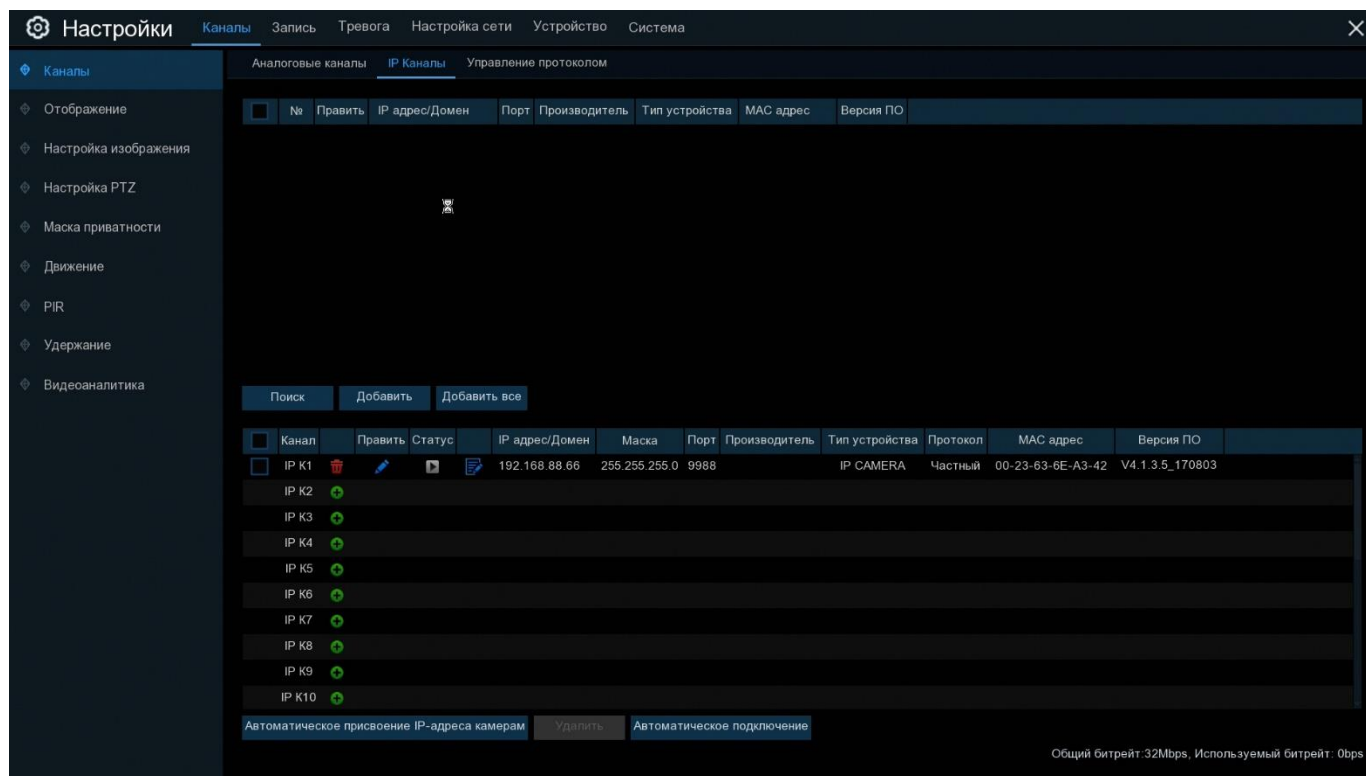 Настройки Каналы Запись Тревога Настройка сети Устройство Система
Каналы
Отображение
Настройка изображения
Настройка PTZ
Маска приватности
Движение
PIR
Удержание
Видеоаналитика
Аналоговые каналы IP Каналы Управление протоколом
№ Править IP адрес/Домен Порт Производитель Тип устройства MAC адрес Версия ПО
Поиск Добавить Добавить все
Канал Править Статус IP адрес/Домен Маска Порт Производитель Тип устройства Протокол MAC адрес Версия ПО
IP К1 192.168.88.66 255.255.255.0 9988 IP CAMERA Частный 00-23-63-6E-A3-42 V4.1.3.5_170803
IP К2
IP К3
IP К4
IP К5
IP К6
IP К7
IP К8
IP К9
IP К10
Автоматическое присвоение IP-адреса камерам Удалить Автоматическое подключение
Общий битрейт:32Mbps, Используемый битрейт: 0bps